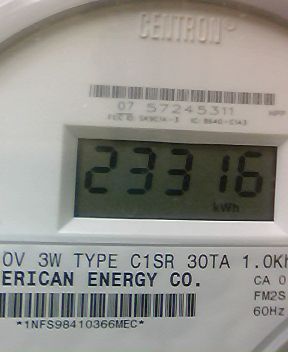 CENTRON
07 57245311
23316
kWh
0V 3W TYPE C1SR 30TA 1.0Kh
ERICAN ENERGY CO.
CA 0
FM2S
60Hz
*1NFS98410366MEC*